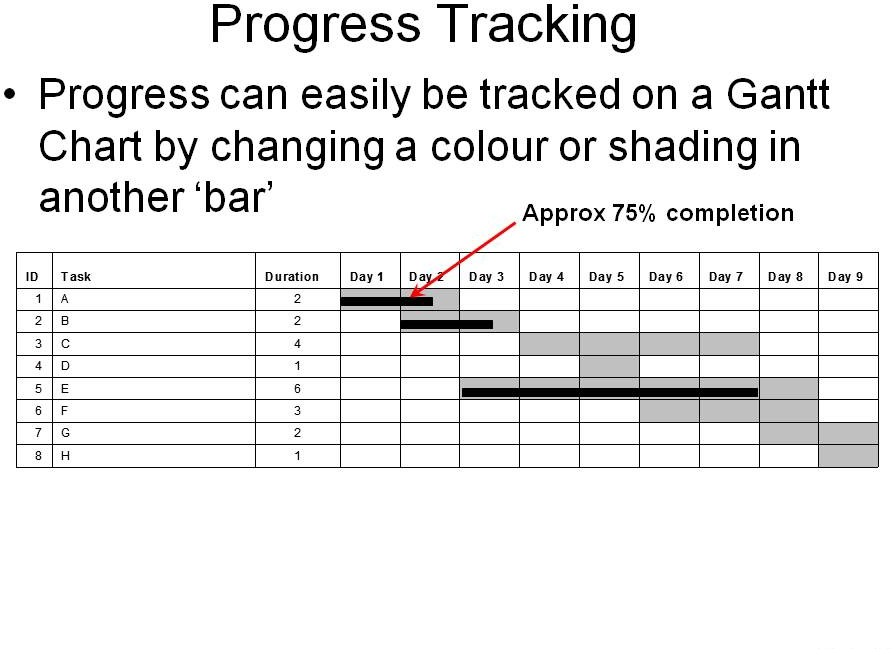 Progress Tracking
• Progress can easily be tracked on a Gantt
Chart by changing a colour or shading in
another ‘bar’
Approx 75% completion
ID Task Duration Day 1 Day 2 Day 3 Day 4 Day 5 Day 6 Day 7 Day 8 Day 9
1 A 2
2 B 2
3 C 4
4 D 1
5 E 6
6 F 3
7 G 2
8 H 1